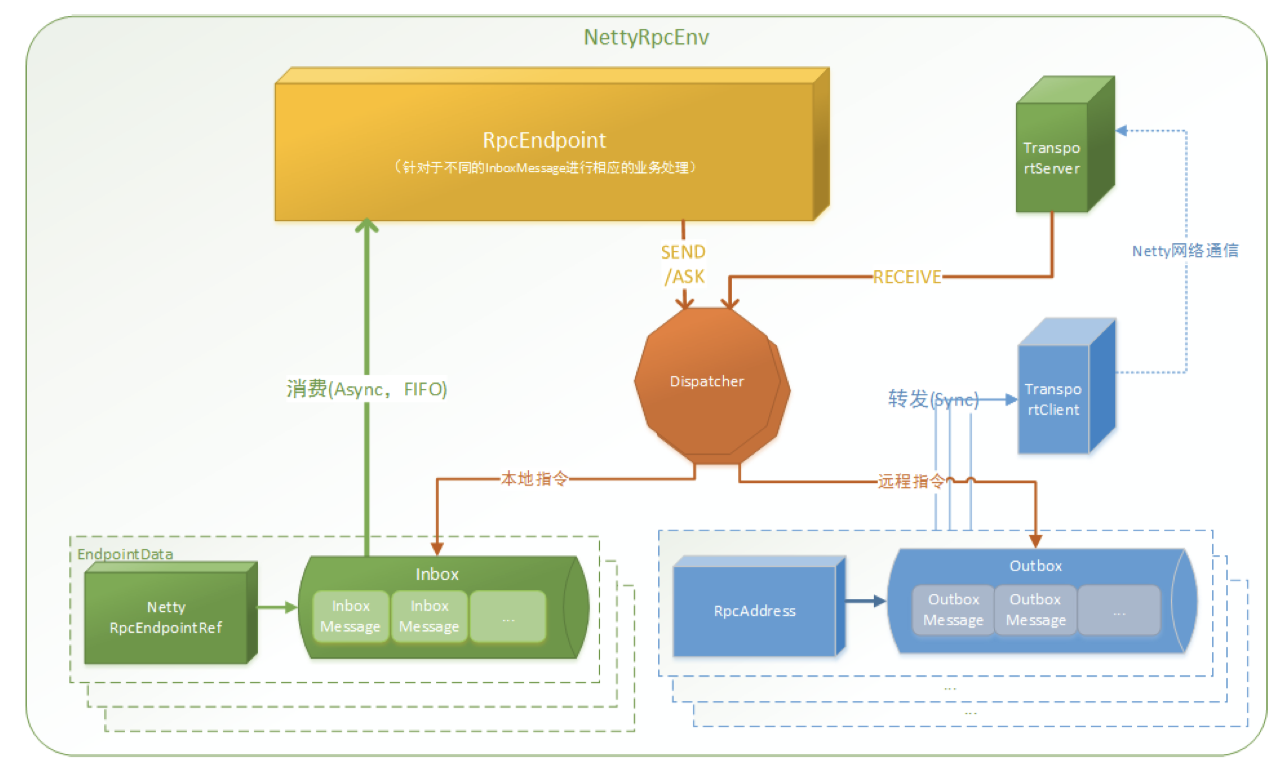 NettyRpcEnv
RpcEndpoint
（针对于不同的InboxMessage进行相应的业务处理）
Transpo
rtServer
SEND
/ASK
RECEIVE
Netty网络通信
Dispatcher
消费(Async，FIFO)
转发(Sync)
Transpo
rtClient
本地指令
远程指令
EndpointData
Netty
RpcEndpointRef
Inbox
Inbox
Message
Inbox
Message
...
RpcAddress
Outbox
Outbox
Message
Outbox
Message
...
...
...